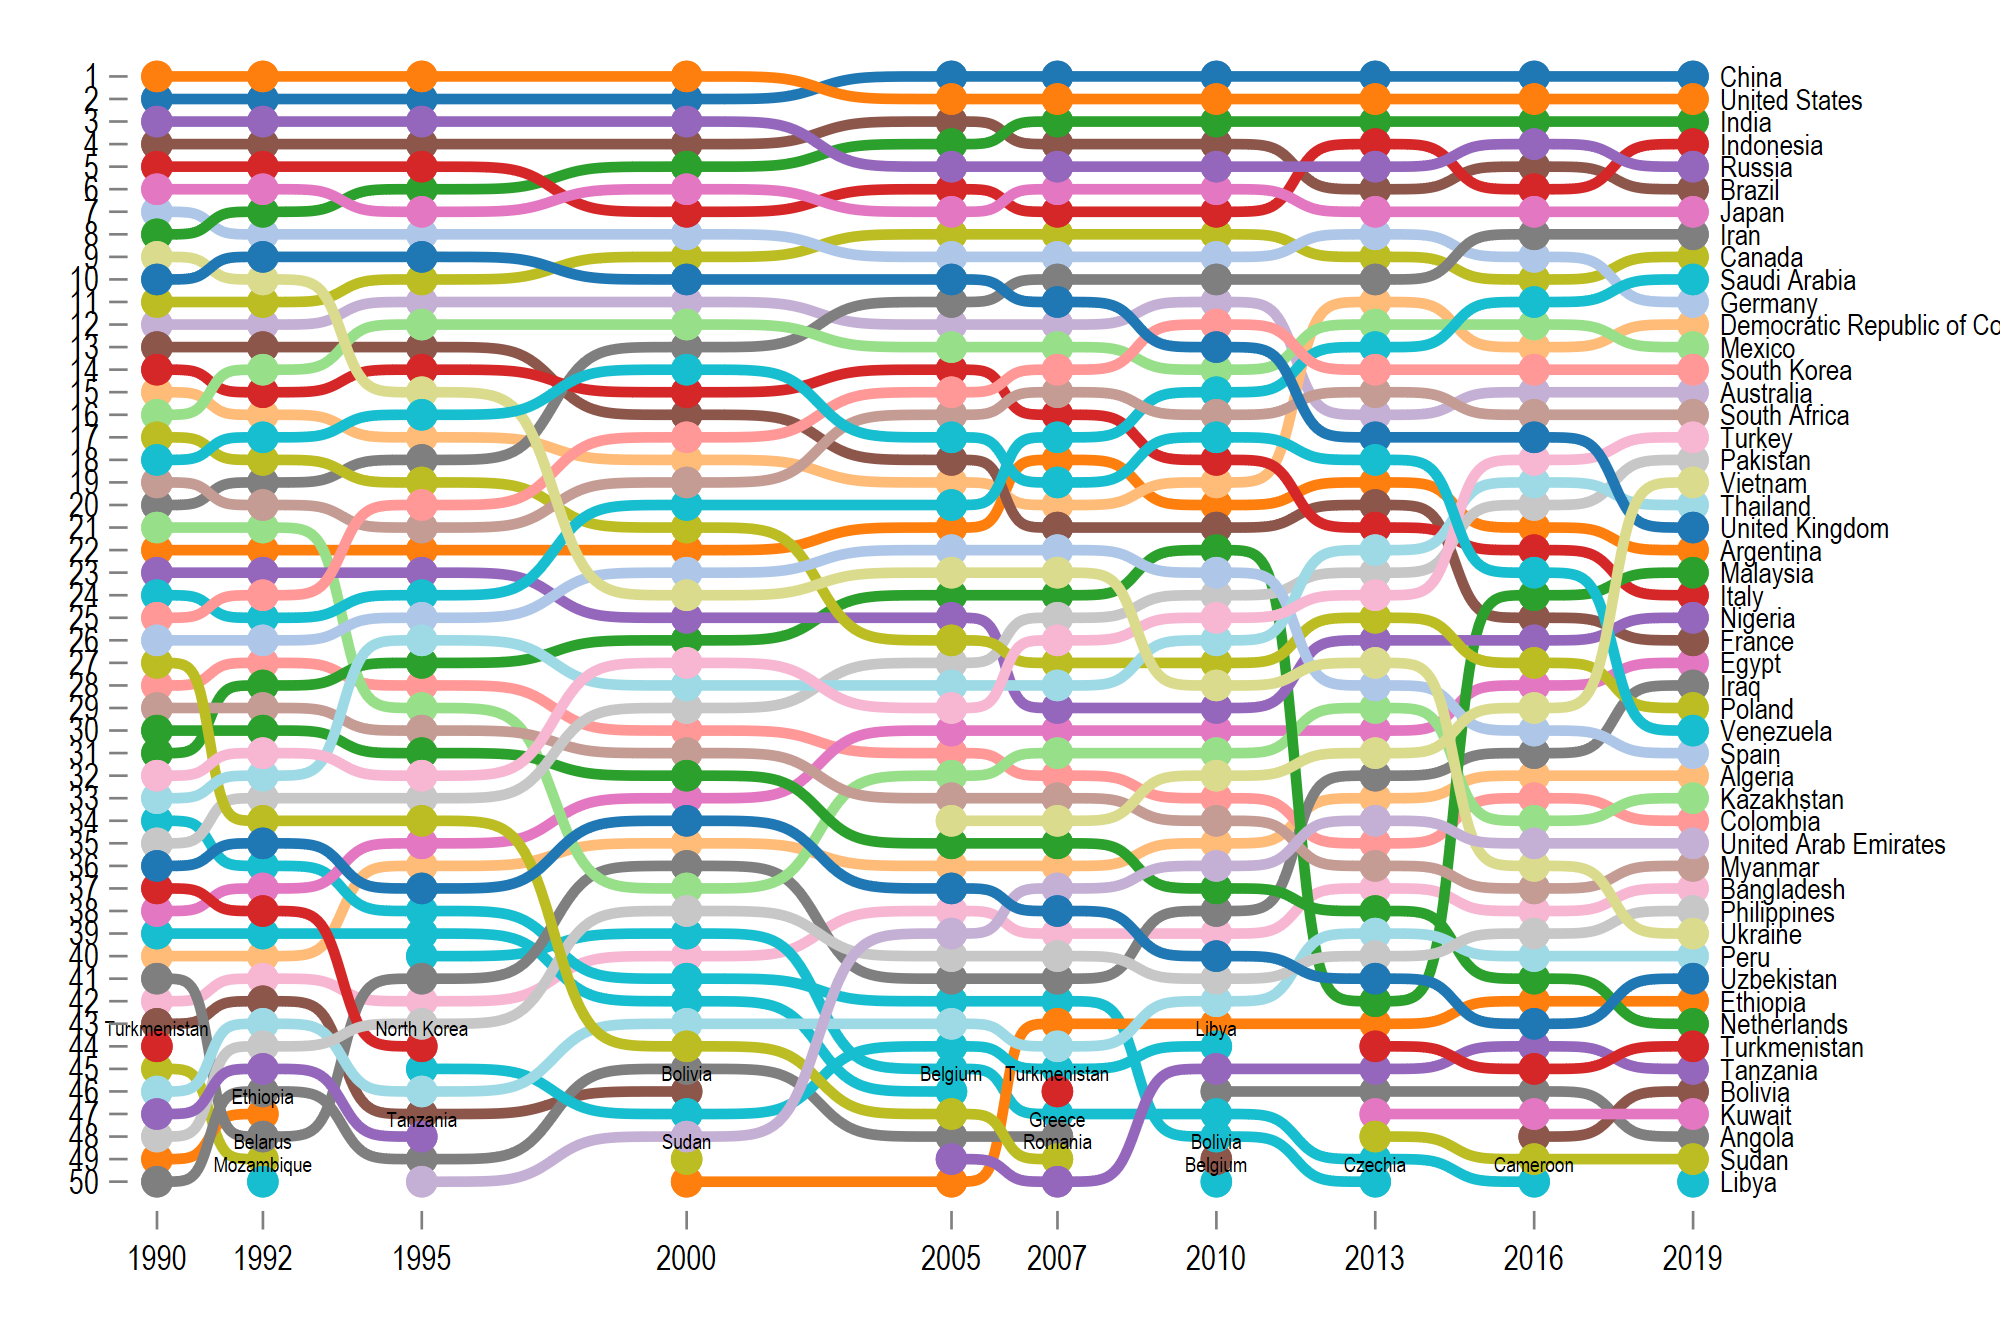 1
2
3
4
5
6
7
8
9
10
11
12
13
14
15
16
17
18
19
20
21
22
23
24
25
26
27
28
29
30
31
32
33
34
35
36
37
38
39
40
41
42
43
44
45
46
47
48
49
50
China
United States
India
Indonesia
Russia
Brazil
Japan
Iran
Canada
Saudi Arabia
Germany
Democratic Republic of Co
Mexico
South Korea
Australia
South Africa
Turkey
Pakistan
Vietnam
Thailand
United Kingdom
Argentina
Malaysia
Italy
Nigeria
France
Egypt
Iraq
Poland
Venezuela
Spain
Algeria
Kazakhstan
Colombia
United Arab Emirates
Myanmar
Bangladesh
Philippines
Ukraine
Peru
Uzbekistan
Ethiopia
Netherlands
Turkmenistan
Tanzania
Bolivia
Kuwait
Angola
Sudan
Libya
Turkmenistan
North Korea
Libya
Bolivia
Belgium
Turkmenistan
Ethiopia
Tanzania
Greece
Belarus
Sudan
Romania
Bolivia
Mozambique
Belgium
Czechia
Cameroon
1990
1992
1995
2000
2005
2007
2010
2013
2016
2019